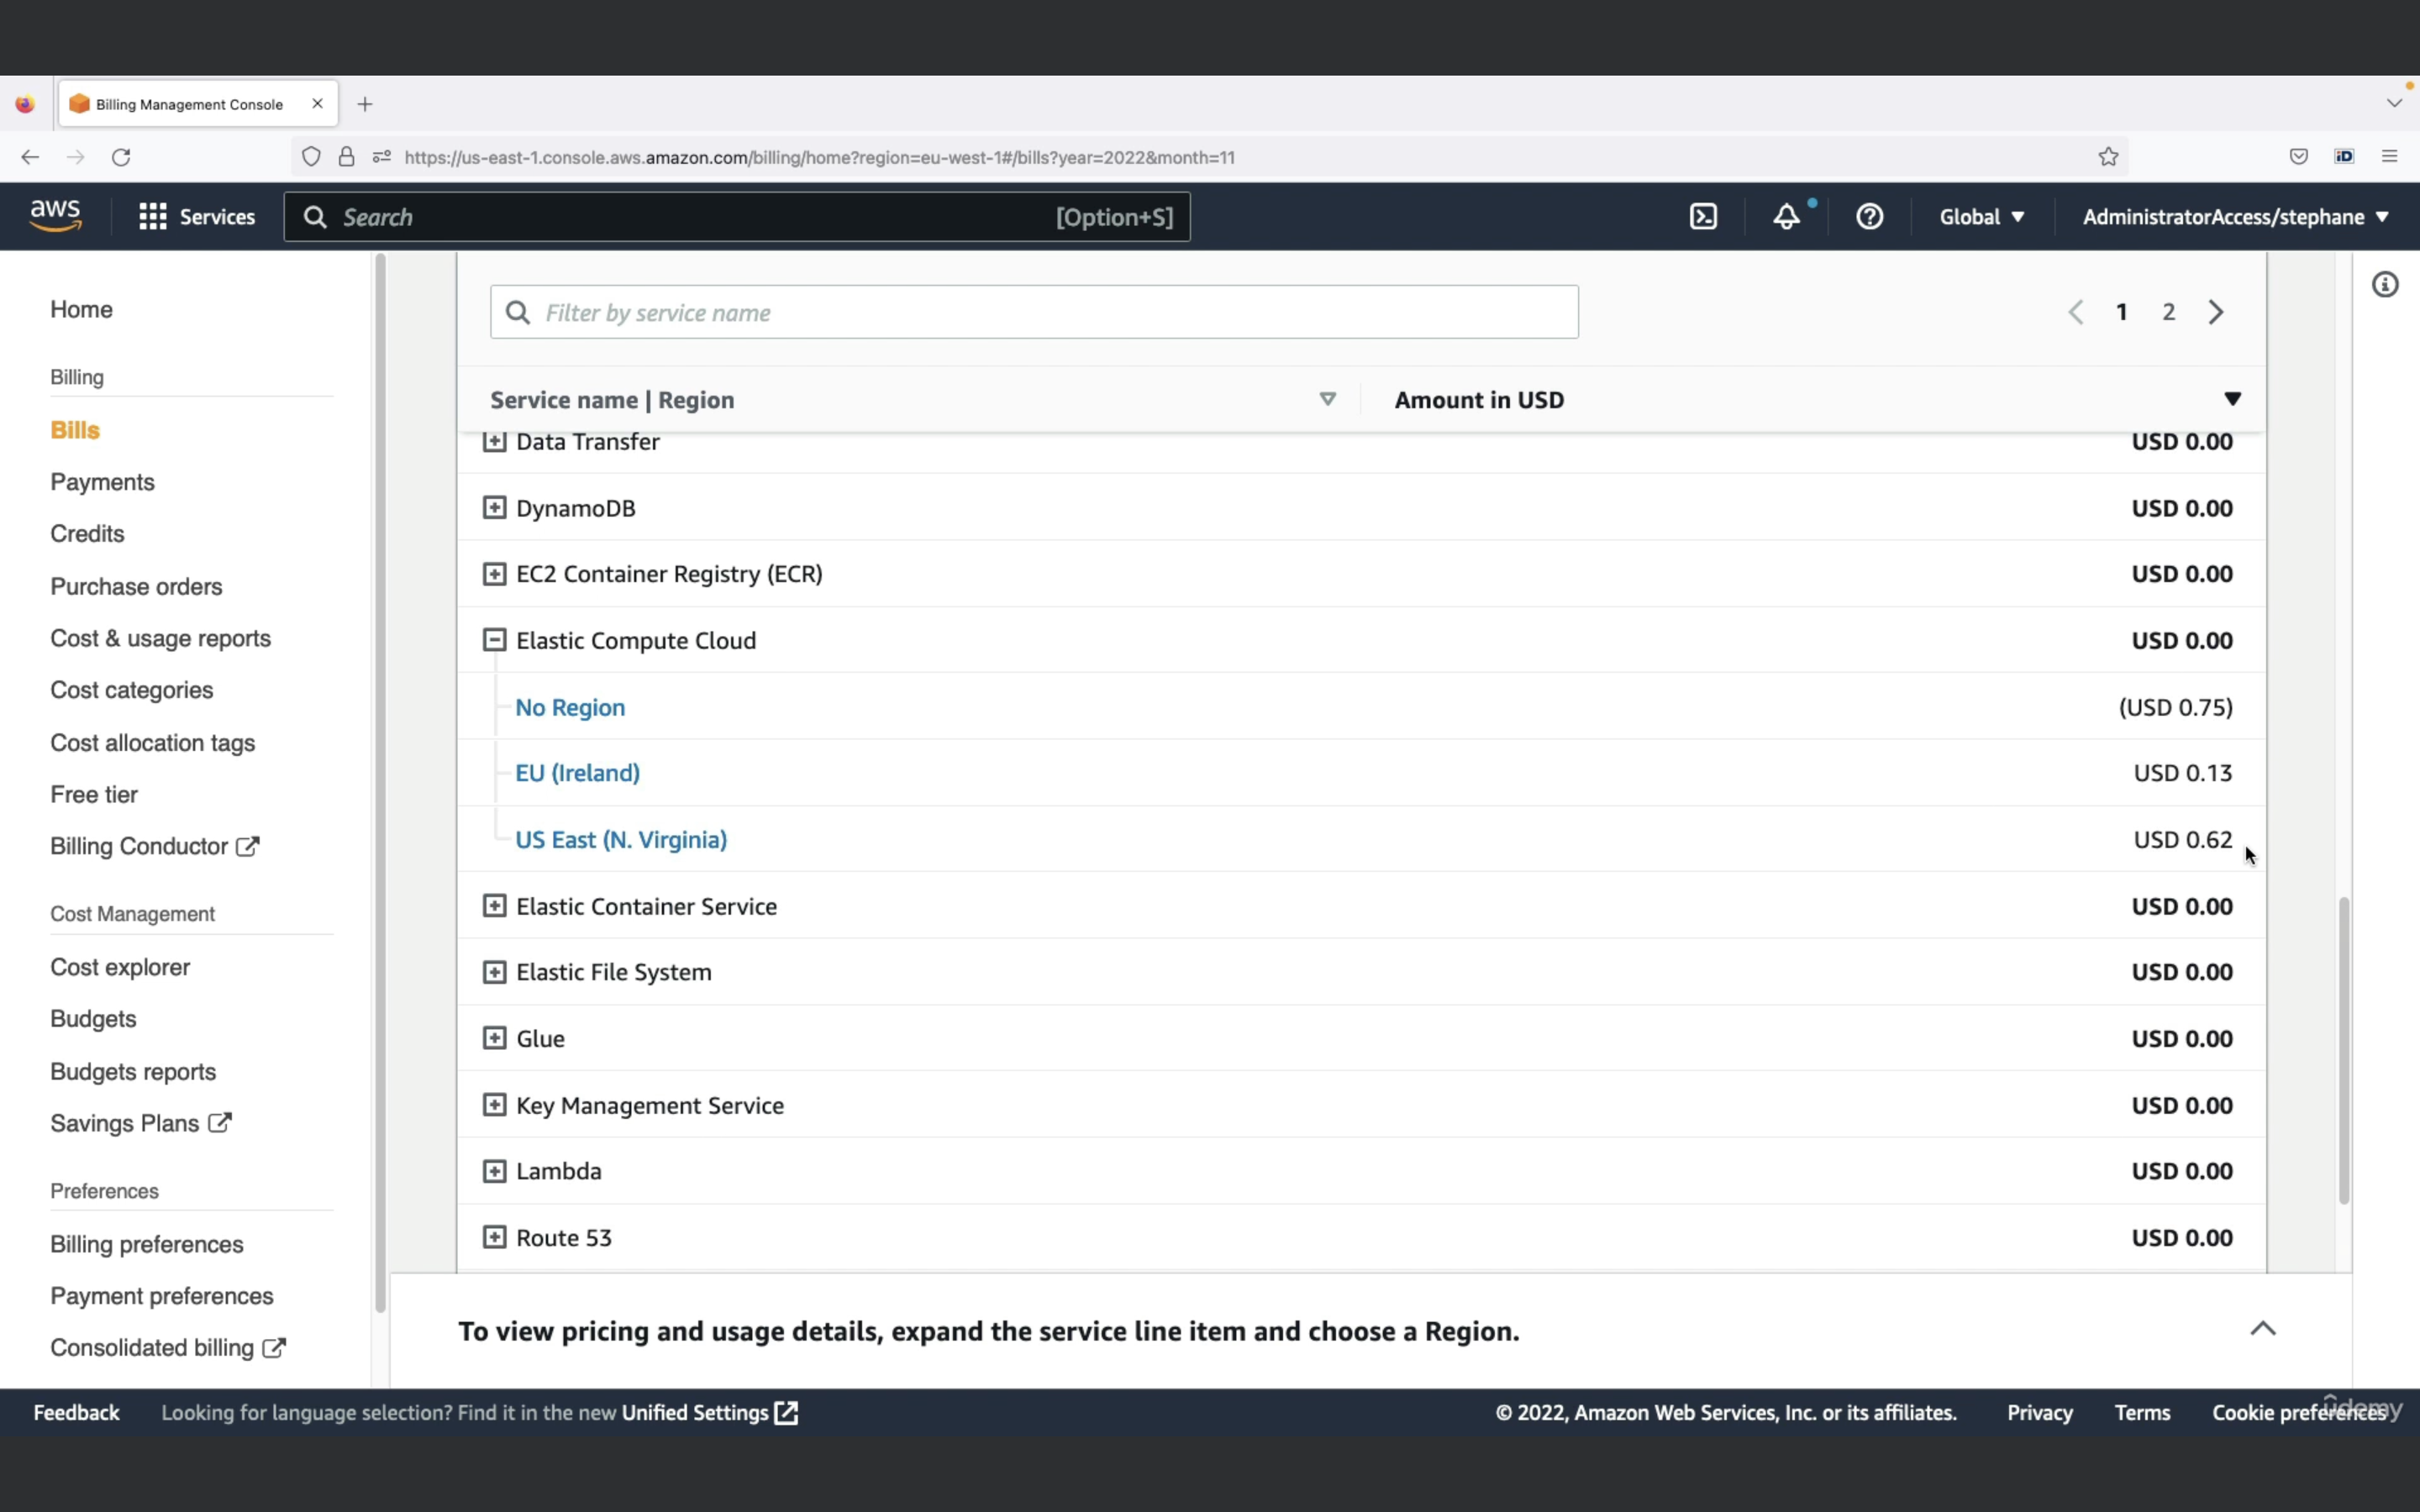 Billing Management Console
https://us-east-1.console.aws.amazon.com/billing/home?region=eu-west-1#/bills?year=2022&month=11
iD
aws
Services
Search
[Option+S]
Global
AdministratorAccess/stephane
Home
Billing
Bills
Payments
Credits
Purchase orders
Cost & usage reports
Cost categories
Cost allocation tags
Free tier
Billing Conductor
Cost Management
Cost explorer
Budgets
Budgets reports
Savings Plans
Preferences
Billing preferences
Payment preferences
Consolidated billing
Filter by service name
1 2
Service name | Region Amount in USD
Data Transfer USD 0.00
DynamoDB USD 0.00
EC2 Container Registry (ECR) USD 0.00
Elastic Compute Cloud USD 0.00
No Region (USD 0.75)
EU (Ireland) USD 0.13
US East (N. Virginia) USD 0.62
Elastic Container Service USD 0.00
Elastic File System USD 0.00
Glue USD 0.00
Key Management Service USD 0.00
Lambda USD 0.00
Route 53 USD 0.00
To view pricing and usage details, expand the service line item and choose a Region.
Feedback
Looking for language selection? Find it in the new Unified Settings
© 2022, Amazon Web Services, Inc. or its affiliates.
Privacy
Terms
Cookie preferences
udemy